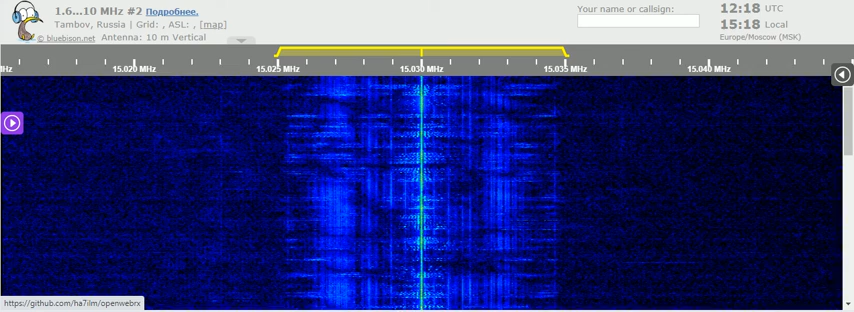 1.6...10 MHz #2 Подробнее.
Tambov, Russia | Grid: , ASL: , [map]
© bluebison.net Antenna: 10 m Vertical
Your name or callsign:
12:18 UTC
15:18 Local
Europe/Moscow (MSK)
Hz 15.020 MHz 15.025 MHz 15.030 MHz 15.035 MHz 15.040 MHz
https://github.com/ha7ilm/openwebrx